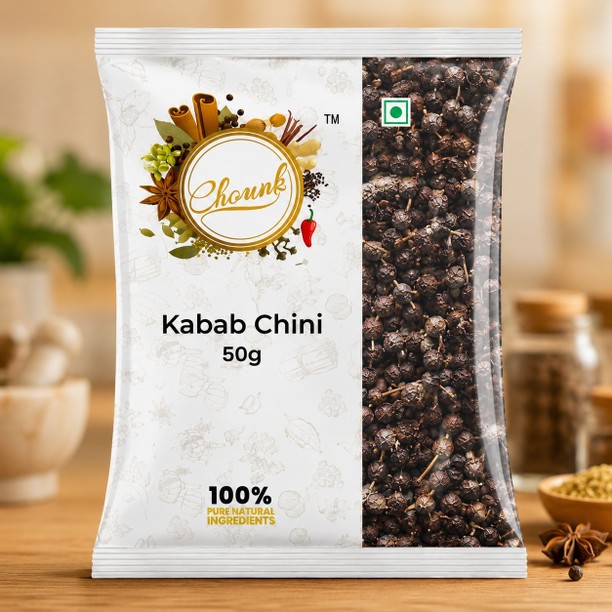 TM
Chounk
Kabab Chini
50g
100%
PURE NATURAL
INGREDIENTS